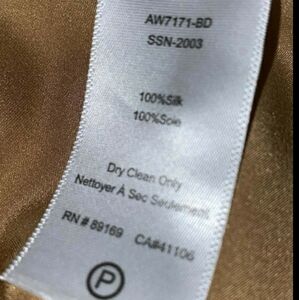 AW7171-BD
SSN-2003
100%Silk
100%Soie
Dry Clean Only
Nettoyer À Sec Seulement
RN # 89169 CA#41106
P